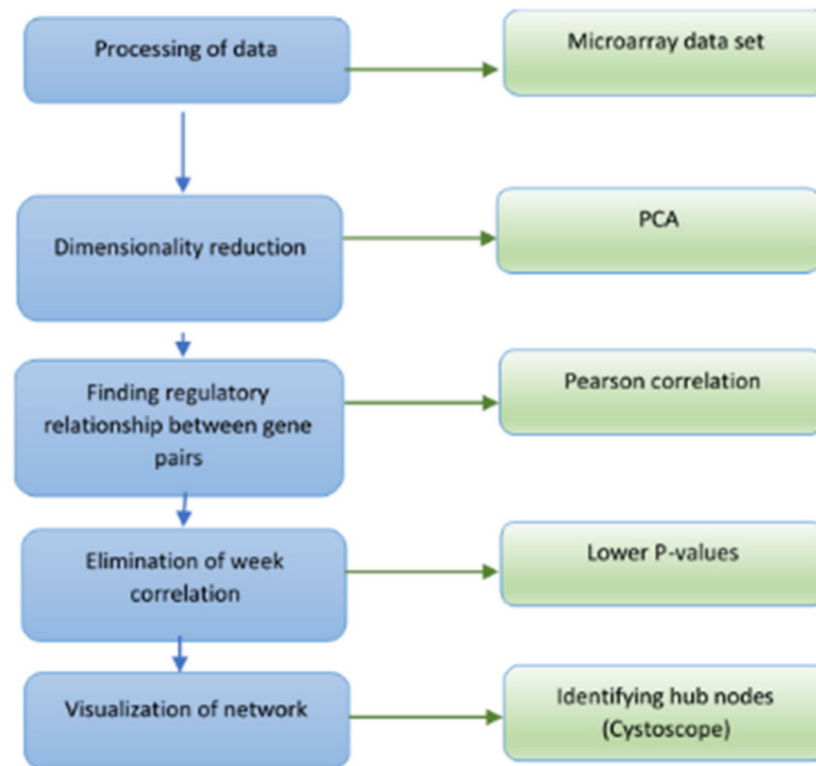 Processing of data
Microarray data set
Dimensionality reduction
PCA
Finding regulatory
relationship between gene
pairs
Pearson correlation
Elimination of week
correlation
Lower P-values
Visualization of network
Identifying hub nodes
(Cystoscope)